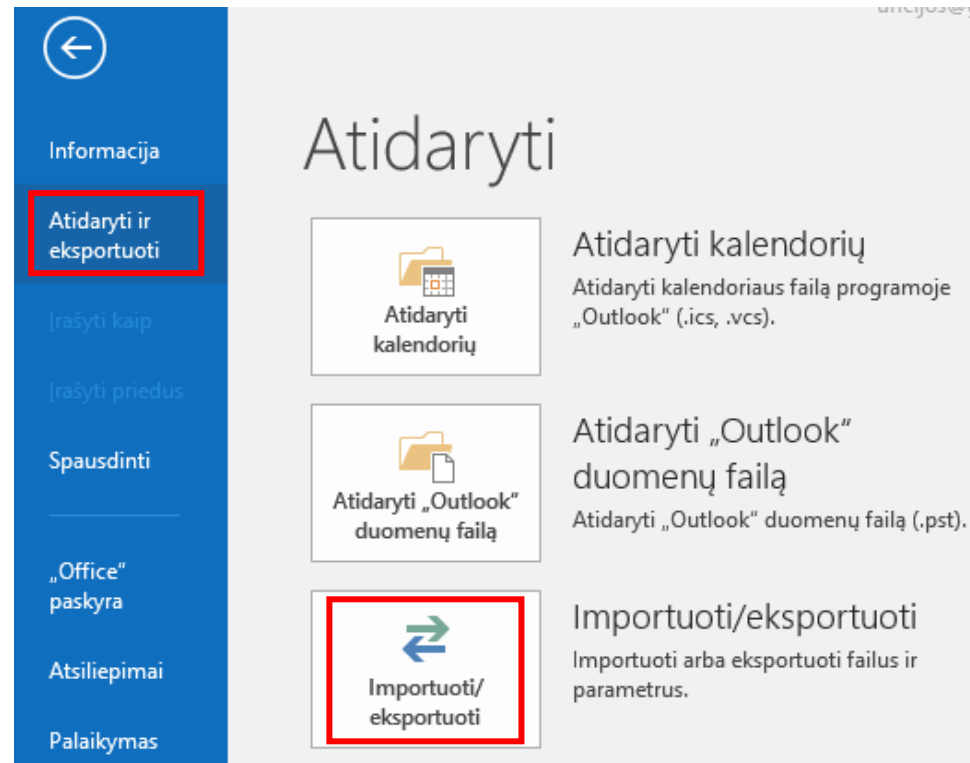 Informacija
Atidaryti ir
eksportuoti
Įrašyti kaip
Įrašyti priedus
Spausdinti
„Office"
paskyra
Atsiliepimai
Palaikymas
Atidaryti
Atidaryti
kalendorių
Atidaryti kalendorių
Atidaryti kalendoriaus failą programoje
„Outlook" (.ics, .vcs).
Atidaryti „Outlook"
duomenų failą
Atidaryti „Outlook"
duomenų failą
Atidaryti „Outlook" duomenų failą (.pst).
Importuoti/
eksportuoti
Importuoti/eksportuoti
Importuoti arba eksportuoti failus ir
parametrus.